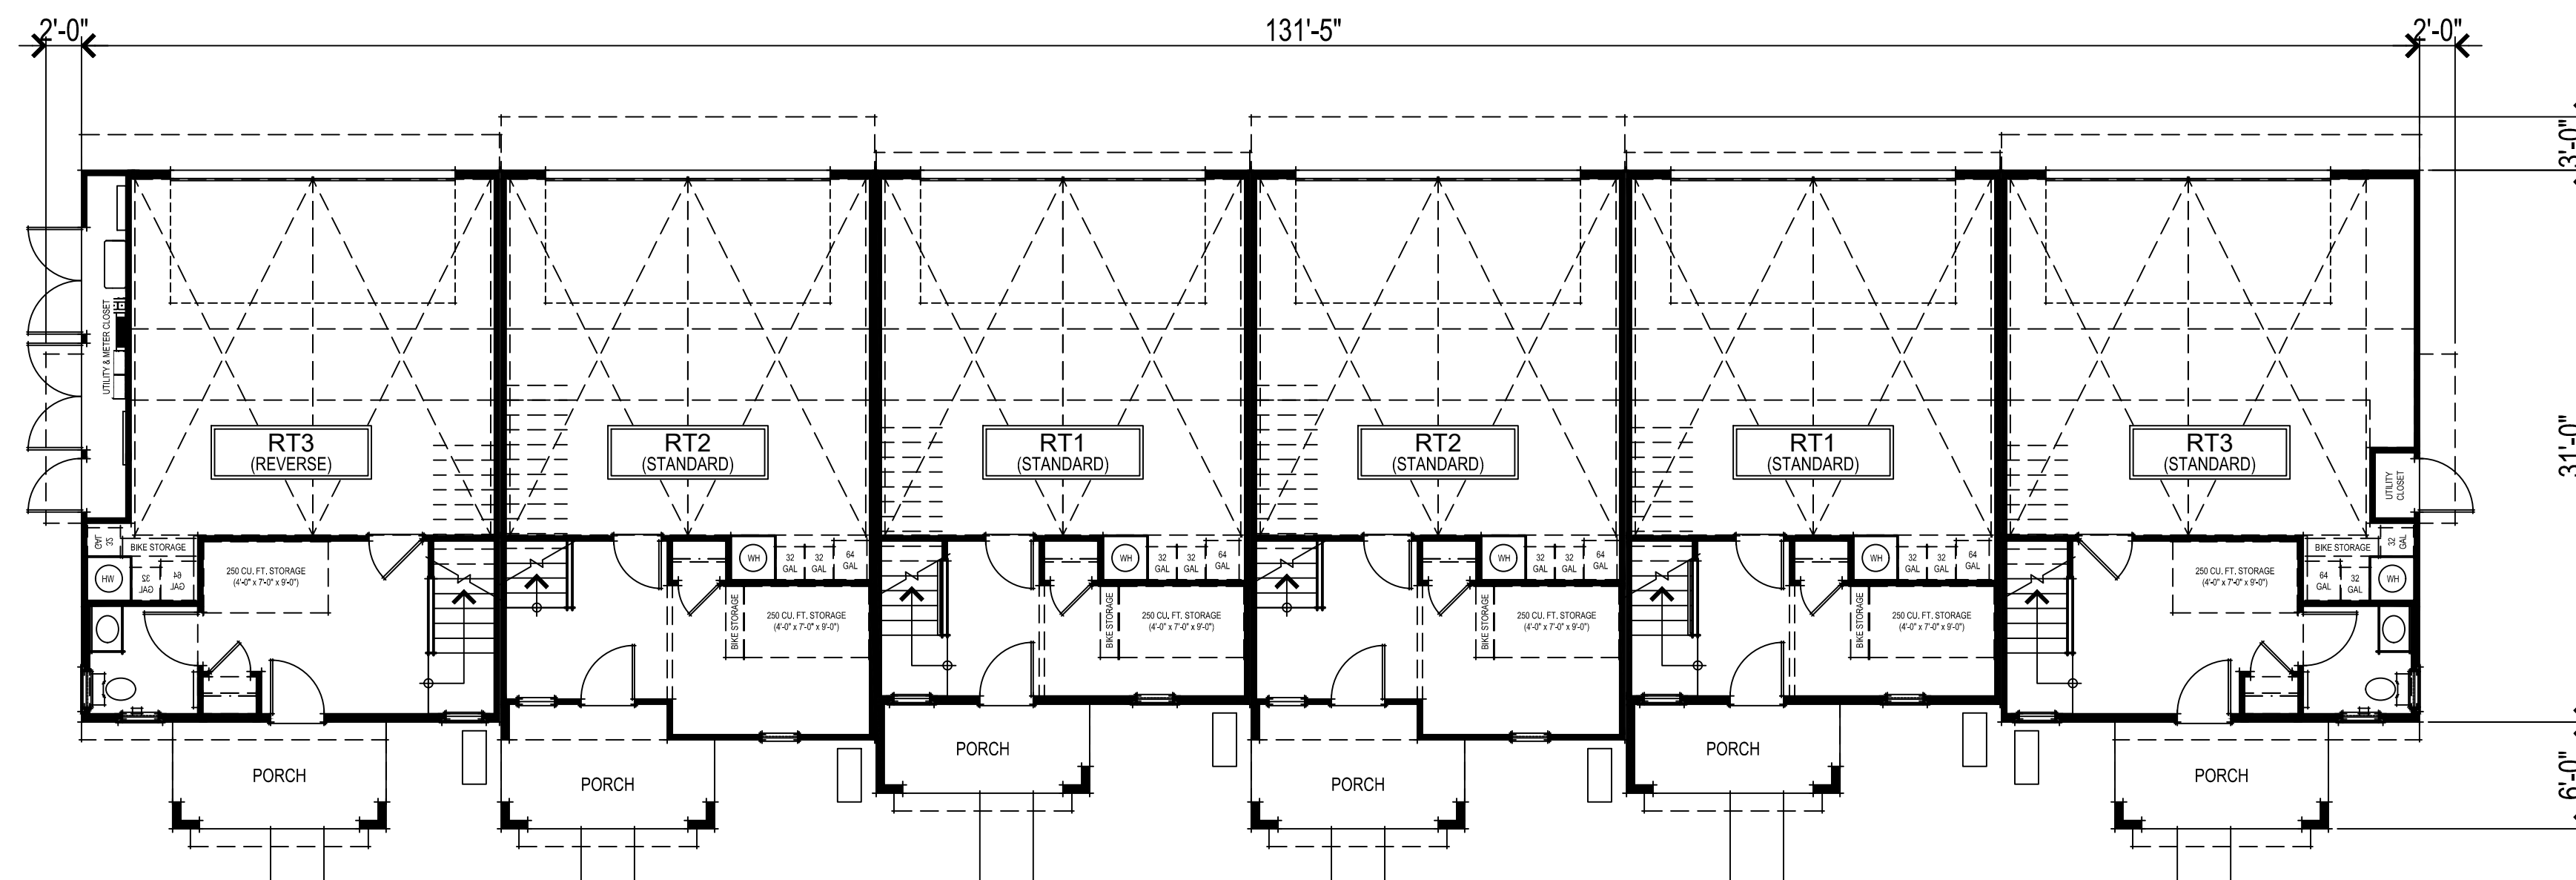 2'-0"
131'-5"
2'-0"
3'-0"
31'-0"
6'-0"
UTILITY & METER CLOSET
RT3
(REVERSE)
RT2
(STANDARD)
RT1
(STANDARD)
RT2
(STANDARD)
RT1
(STANDARD)
RT3
(STANDARD)
UTILITY
CLOSET
32
GAL
BIKE STORAGE
WH
32
GAL
64
GAL
250 CU. FT. STORAGE
(4'-0" x 7'-0" x 9'-0")
WH
32
GAL
32
GAL
64
GAL
BIKE STORAGE
250 CU. FT. STORAGE
(4'-0" x 7'-0" x 9'-0")
WH
32
GAL
32
GAL
64
GAL
BIKE STORAGE
250 CU. FT. STORAGE
(4'-0" x 7'-0" x 9'-0")
WH
32
GAL
32
GAL
64
GAL
BIKE STORAGE
250 CU. FT. STORAGE
(4'-0" x 7'-0" x 9'-0")
WH
32
GAL
32
GAL
64
GAL
BIKE STORAGE
250 CU. FT. STORAGE
(4'-0" x 7'-0" x 9'-0")
250 CU. FT. STORAGE
(4'-0" x 7'-0" x 9'-0")
BIKE STORAGE
32
GAL
64
GAL
32
GAL
WH
PORCH
PORCH
PORCH
PORCH
PORCH
PORCH